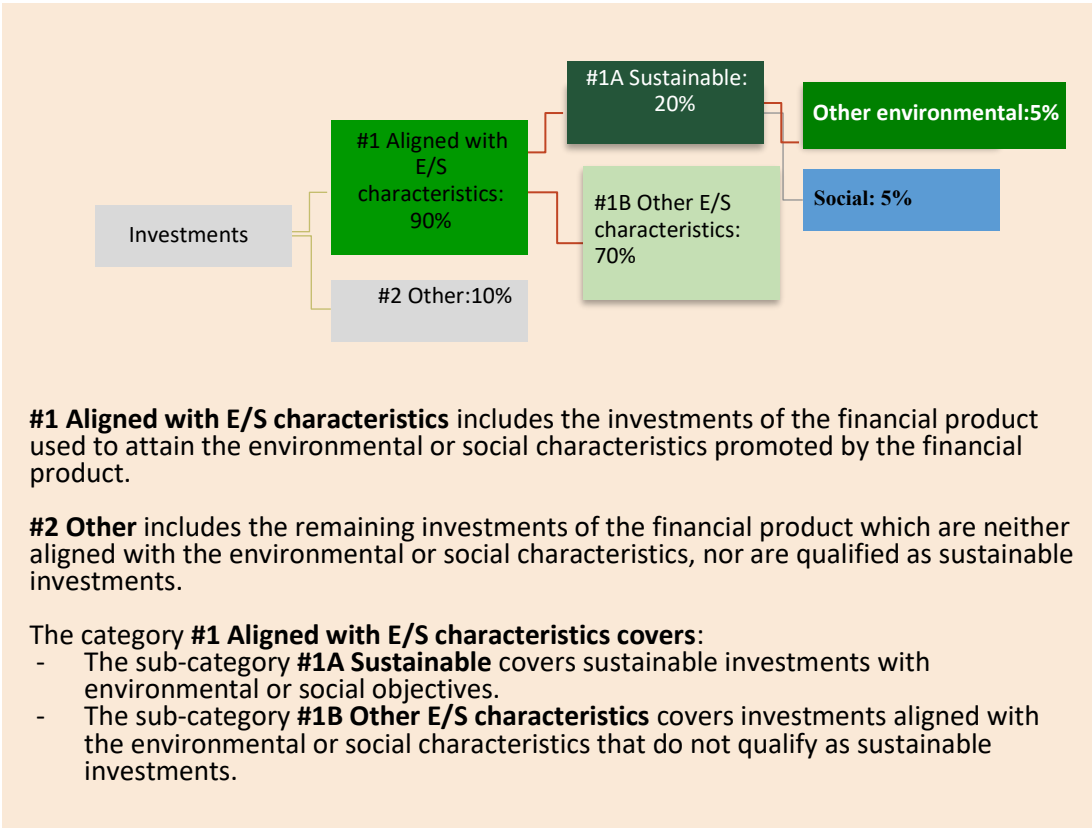 #1A Sustainable:
20%
Other environmental:5%
#1 Aligned with
E/S
characteristics:
90%
Social: 5%
#1B Other E/S
characteristics:
70%
Investments
#2 Other:10%
#1 Aligned with E/S characteristics includes the investments of the financial product
used to attain the environmental or social characteristics promoted by the financial
product.
#2 Other includes the remaining investments of the financial product which are neither
aligned with the environmental or social characteristics, nor are qualified as sustainable
investments.
The category #1 Aligned with E/S characteristics covers:
- The sub-category #1A Sustainable covers sustainable investments with
environmental or social objectives.
- The sub-category #1B Other E/S characteristics covers investments aligned with
the environmental or social characteristics that do not qualify as sustainable
investments.